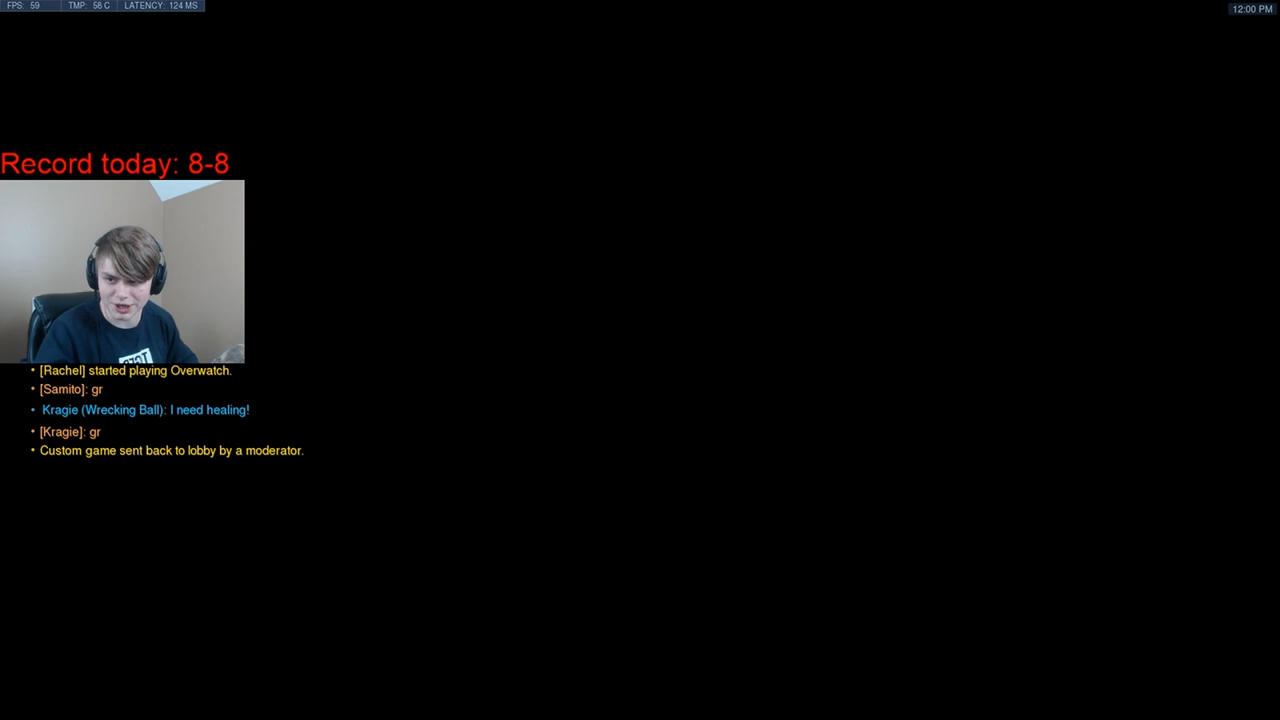 FPS: 59 TMP: 58 C LATENCY: 124 MS
12:00 PM
Record today: 8-8
• [Rachel] started playing Overwatch.
• [Samito]: gr
• Kragie (Wrecking Ball): I need healing!
• [Kragie]: gr
• Custom game sent back to lobby by a moderator.